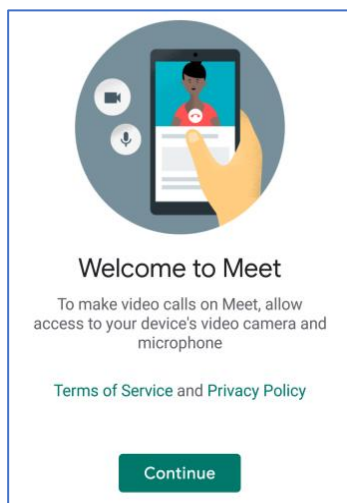 Welcome to Meet
To make video calls on Meet, allow
access to your device's video camera and
microphone
Terms of Service and Privacy Policy
Continue